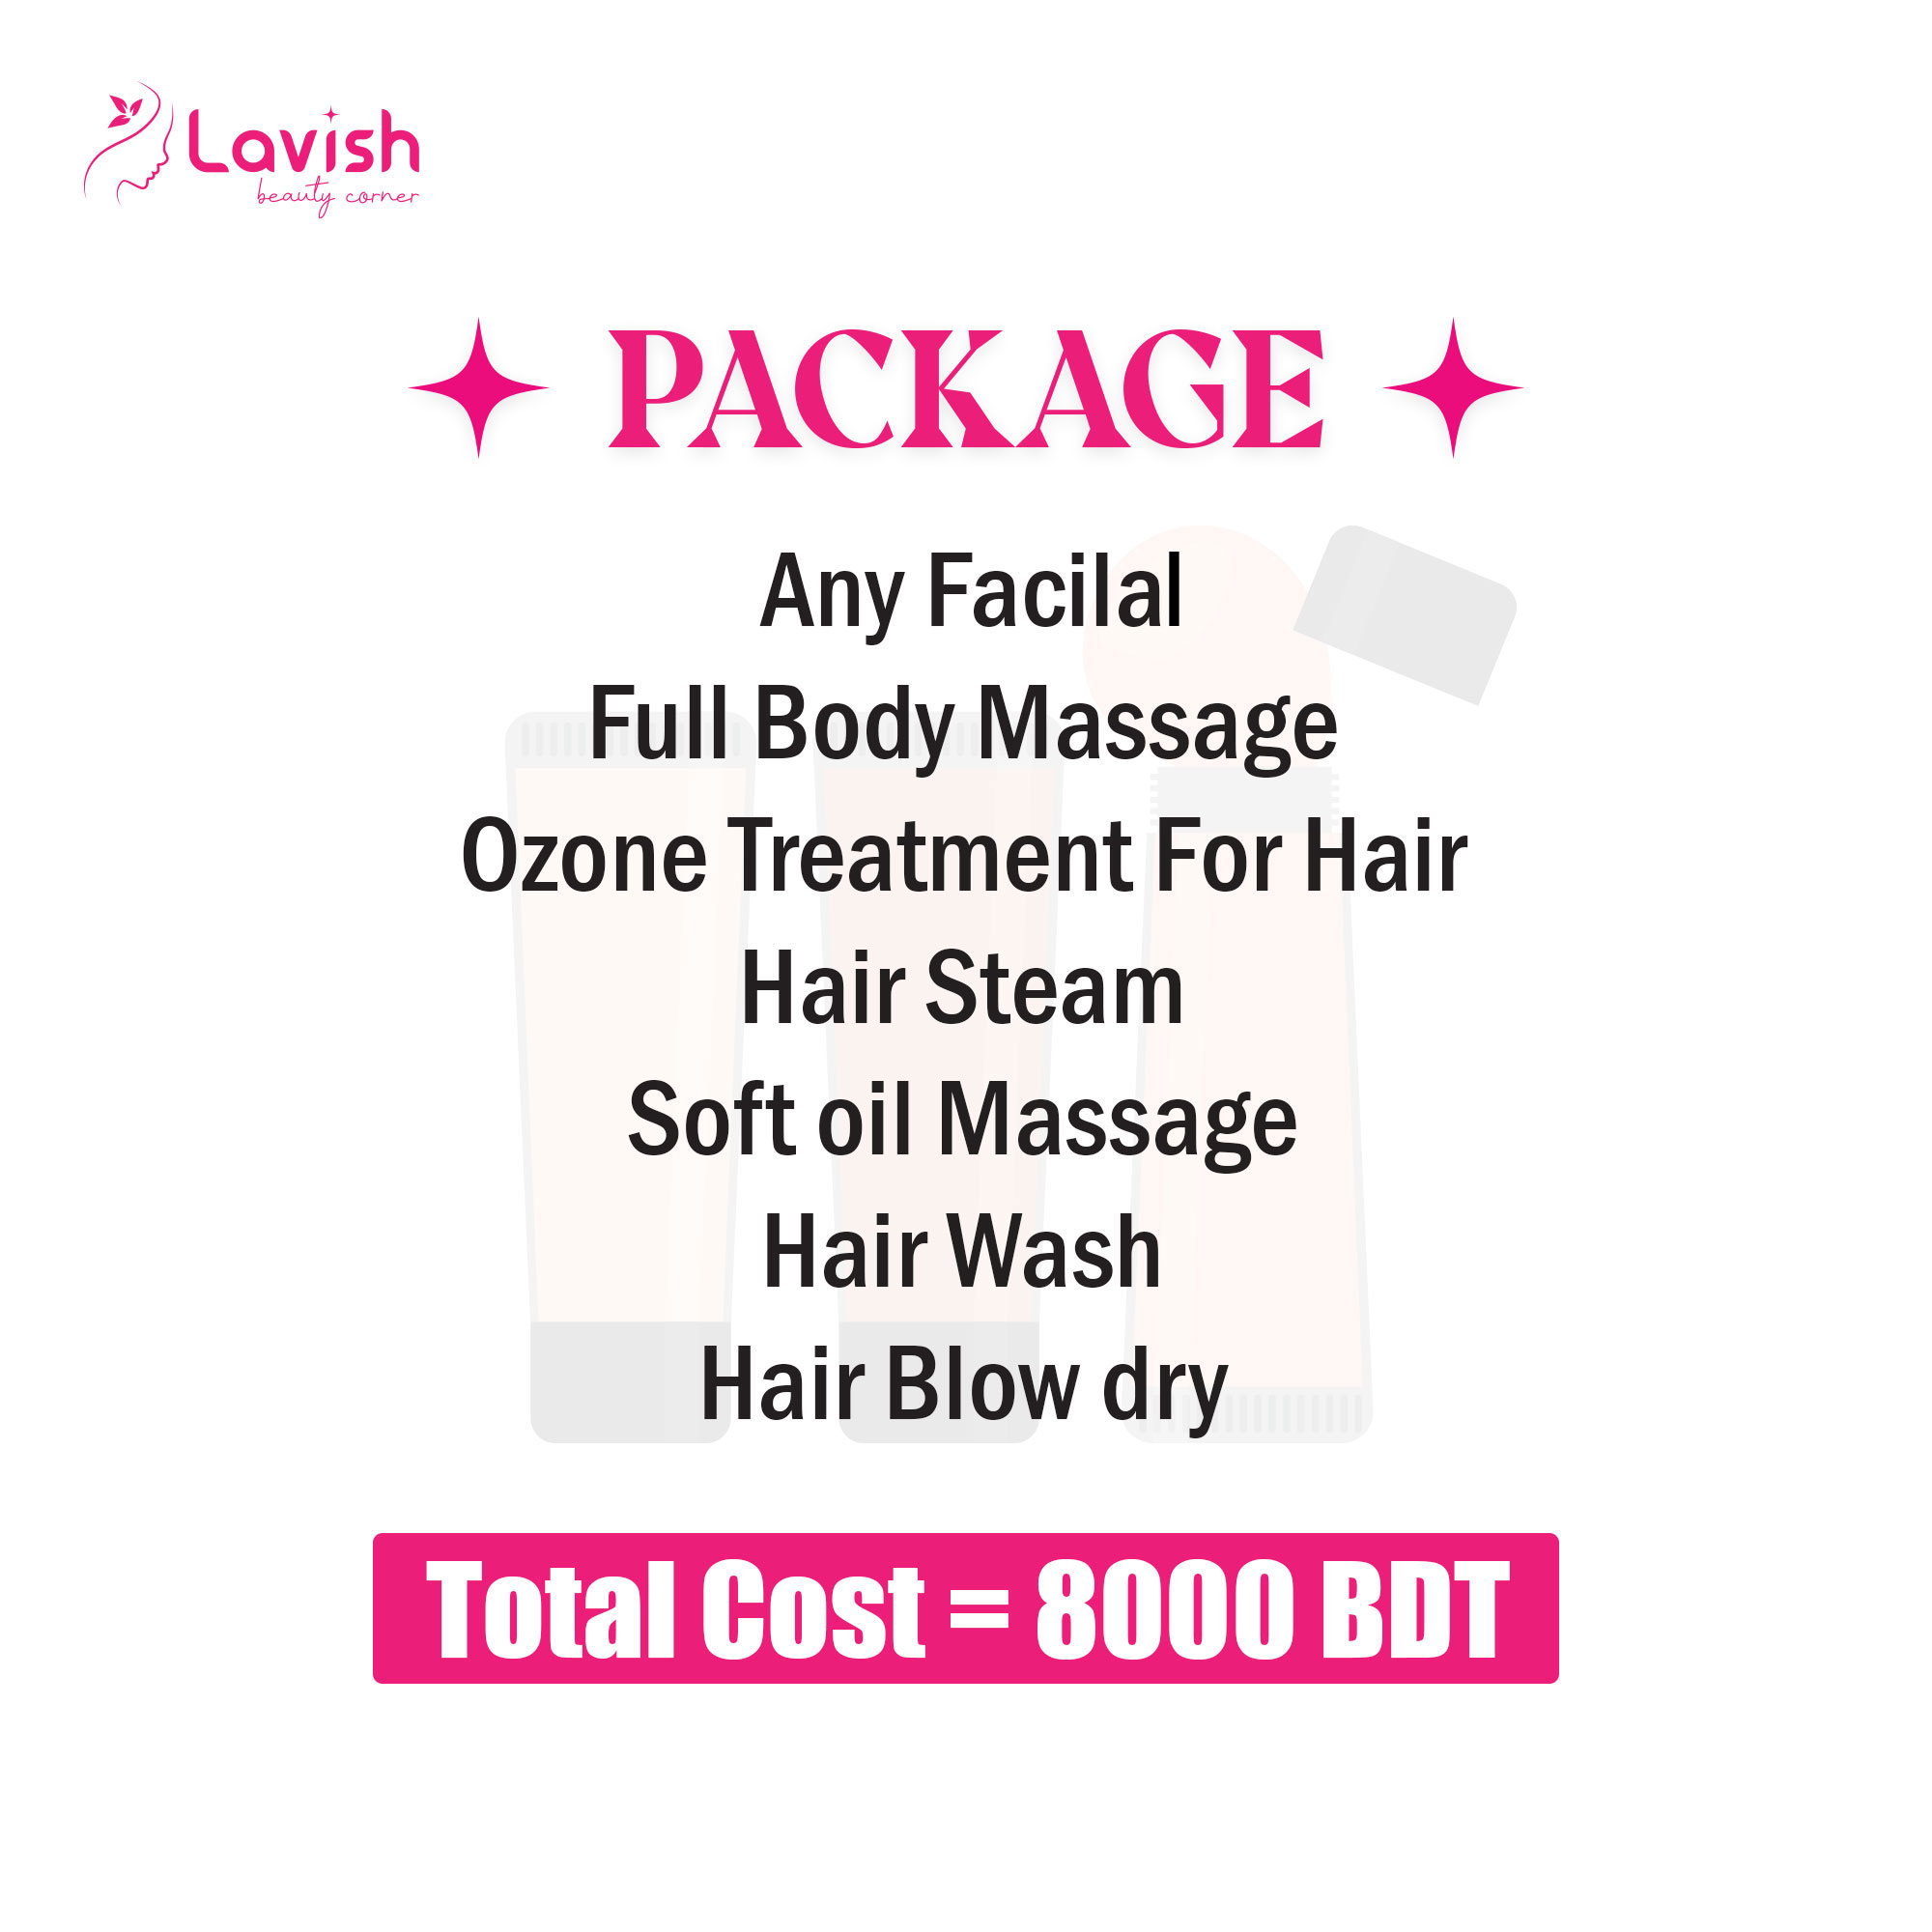 Lavish
beauty corner
PACKAGE
Any Facilal
Full Body Massage
Ozone Treatment For Hair
Hair Steam
Soft oil Massage
Hair Wash
Hair Blow dry
Total Cost = 8000 BDT